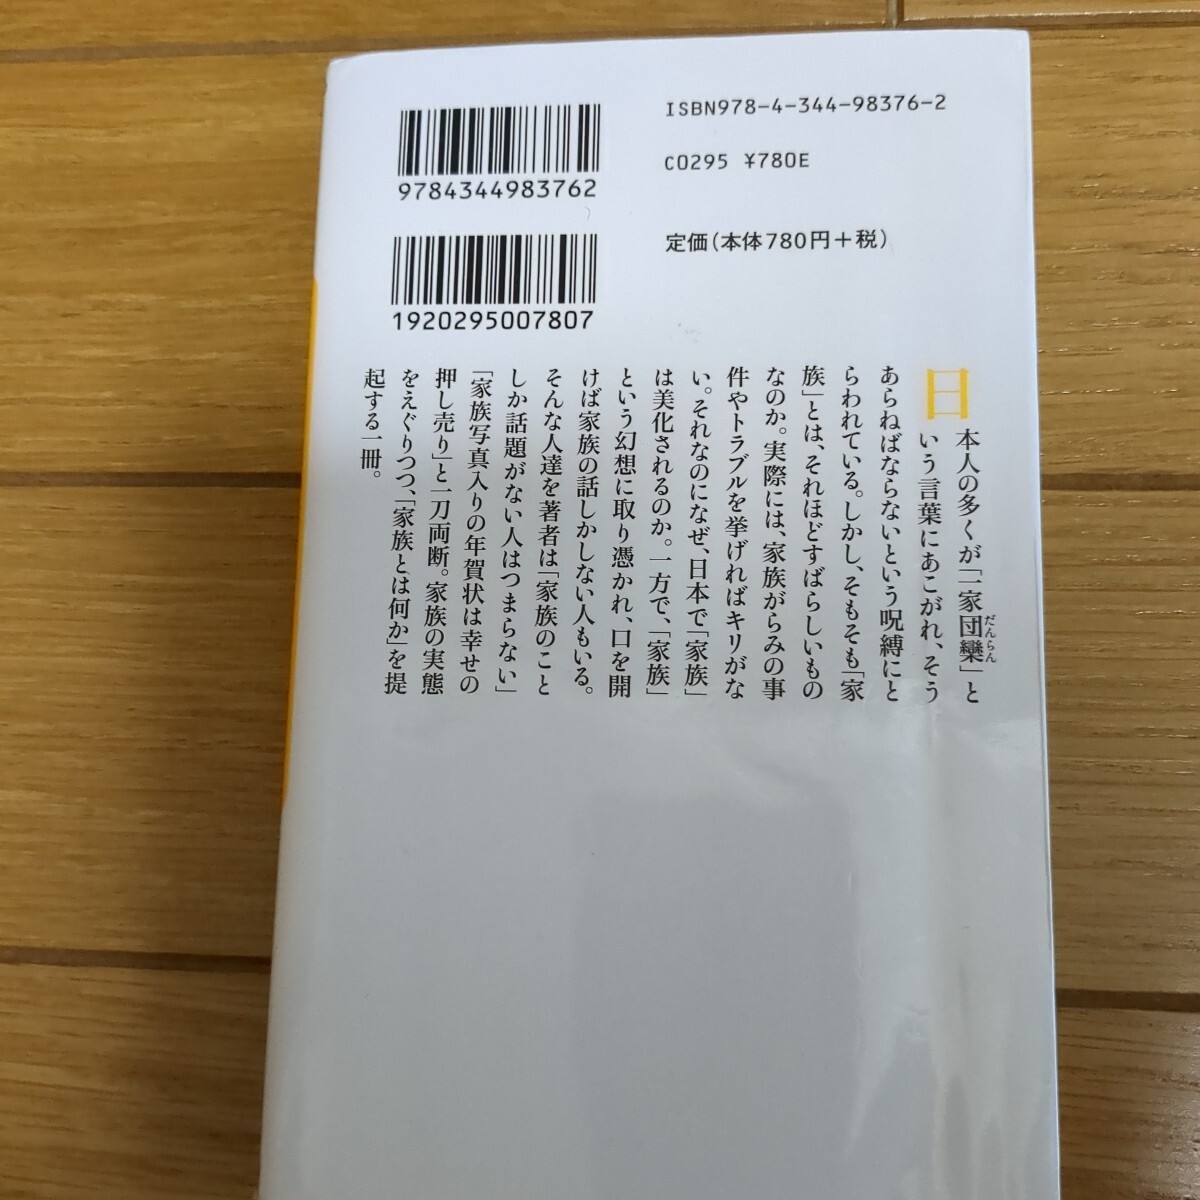 ISBN978-4-344-98376-2
9784344983762
C0295 ¥780E
定価(本体780円+税)
1920295007807
日本人の多くが「一家団欒」と
だんらん
いう言葉にあこがれ、そう
あらねばならないという呪縛にと
らわれている。しかし、そもそも「家
族」とは、それほどすばらしいもの
なのか。実際には、家族がらみの事
件やトラブルを挙げればキリがな
い。それなのになぜ、日本で「家族」
は美化されるのか。一方で、「家族」
という幻想に取り憑かれ、口を開
けば家族の話しかしない人もいる。
そんな人達を著者は「家族のこと
しか話題がない人はつまらない」
「家族写真入りの年賀状は幸せの
押し売り」と一刀両断。家族の実態
をえぐりつつ、「家族とは何か」を提
起する一冊。